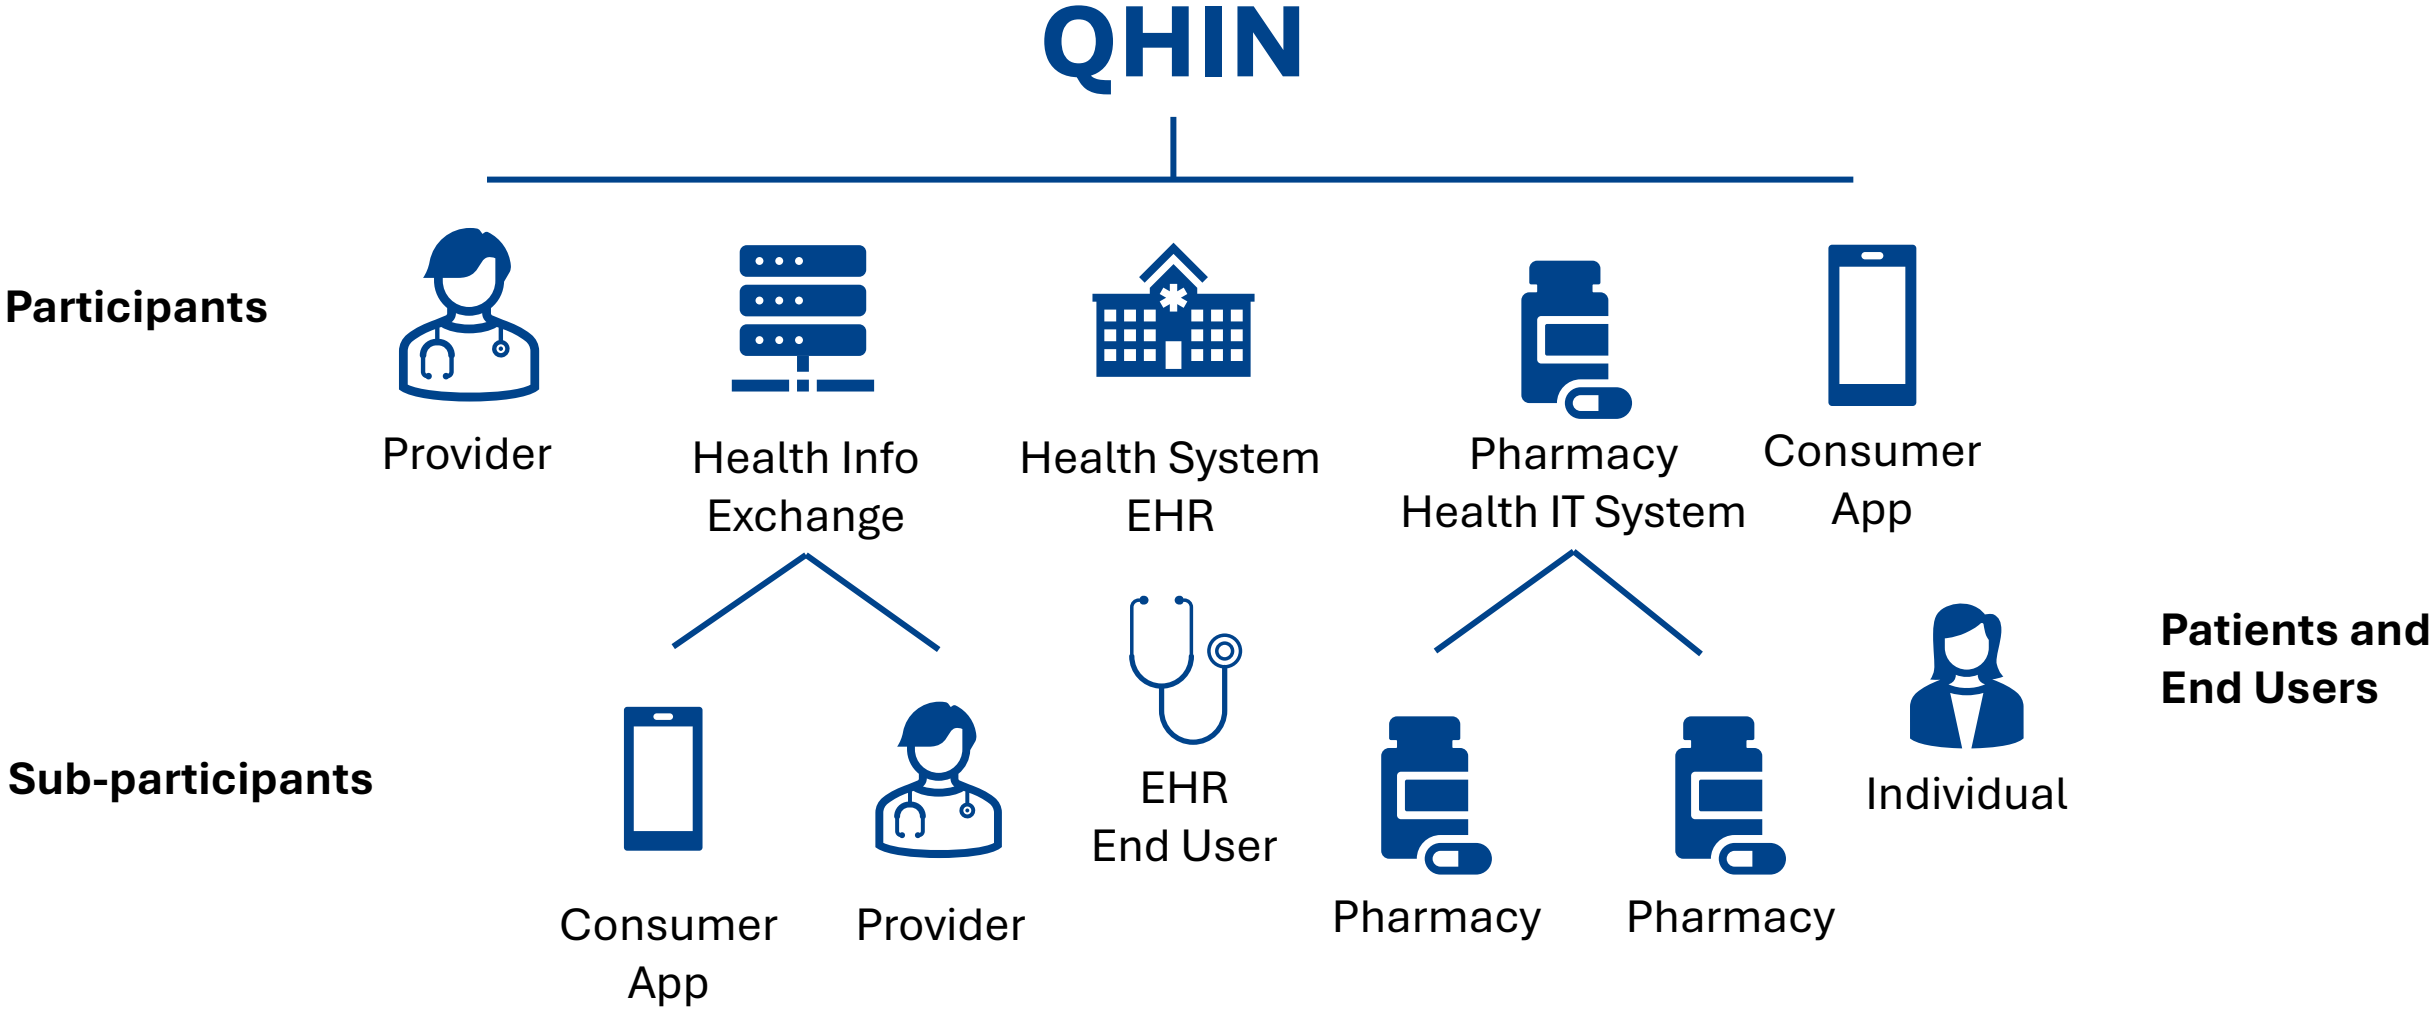 QHIN
Participants
Provider
Health Info
Exchange
Health System
EHR
Pharmacy
Health IT System
Consumer
App
Patients and
End Users
Sub-participants
Consumer
App
Provider
EHR
End User
Pharmacy
Pharmacy
Individual